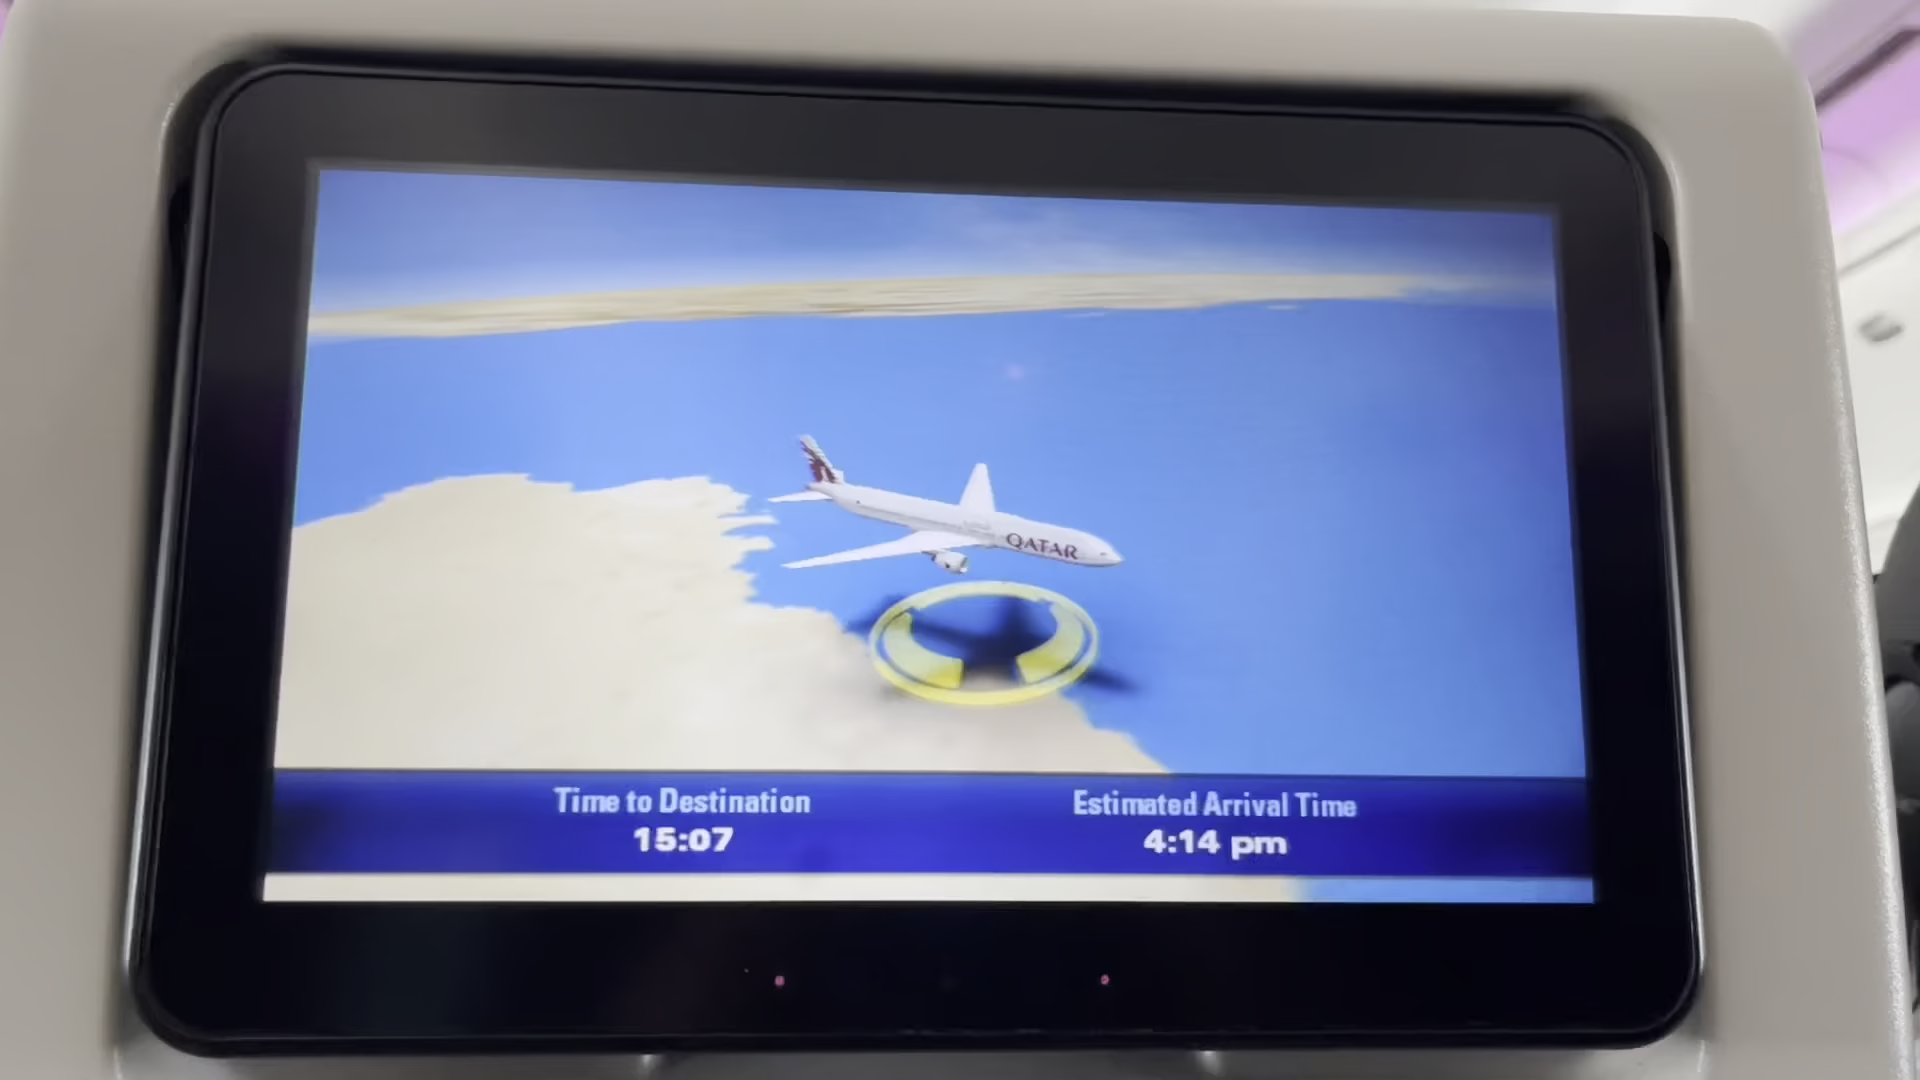 QATAR
Time to Destination
15:07
Estimated Arrival Time
4:14 pm